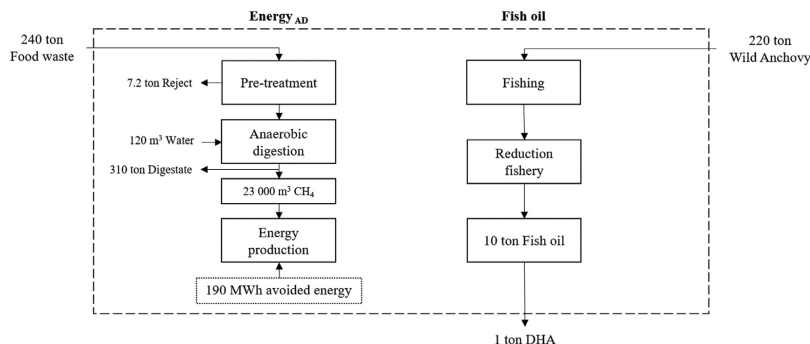 Energy AD
Fish oil
240 ton
Food waste
220 ton
Wild Anchovy
7.2 ton Reject
Pre-treatment
Fishing
120 m³ Water
Anaerobic
digestion
Reduction
fishery
310 ton Digestate
23 000 m³ CH₄
Energy
production
10 ton Fish oil
190 MWh avoided energy
1 ton DHA